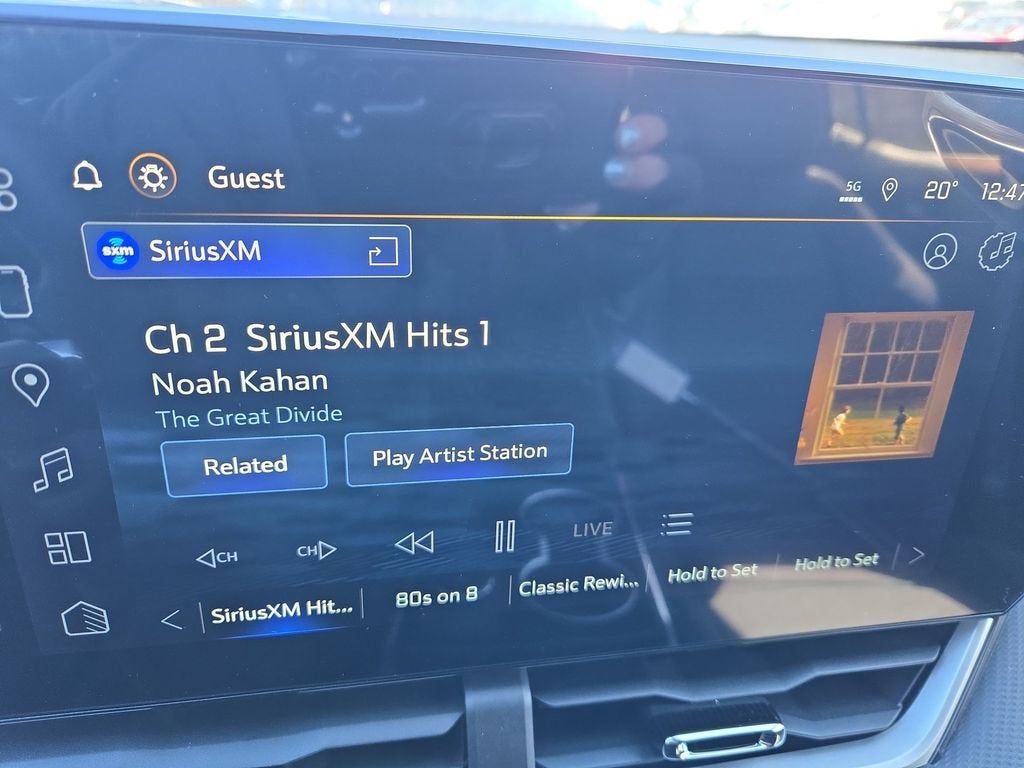 Guest
5G
20°
12:47
sxm SiriusXM
Ch 2 SiriusXM Hits 1
Noah Kahan
The Great Divide
Related
Play Artist Station
CH
CH
LIVE
SiriusXM Hit...
80s on 8
Classic Rewi...
Hold to Set
Hold to Set